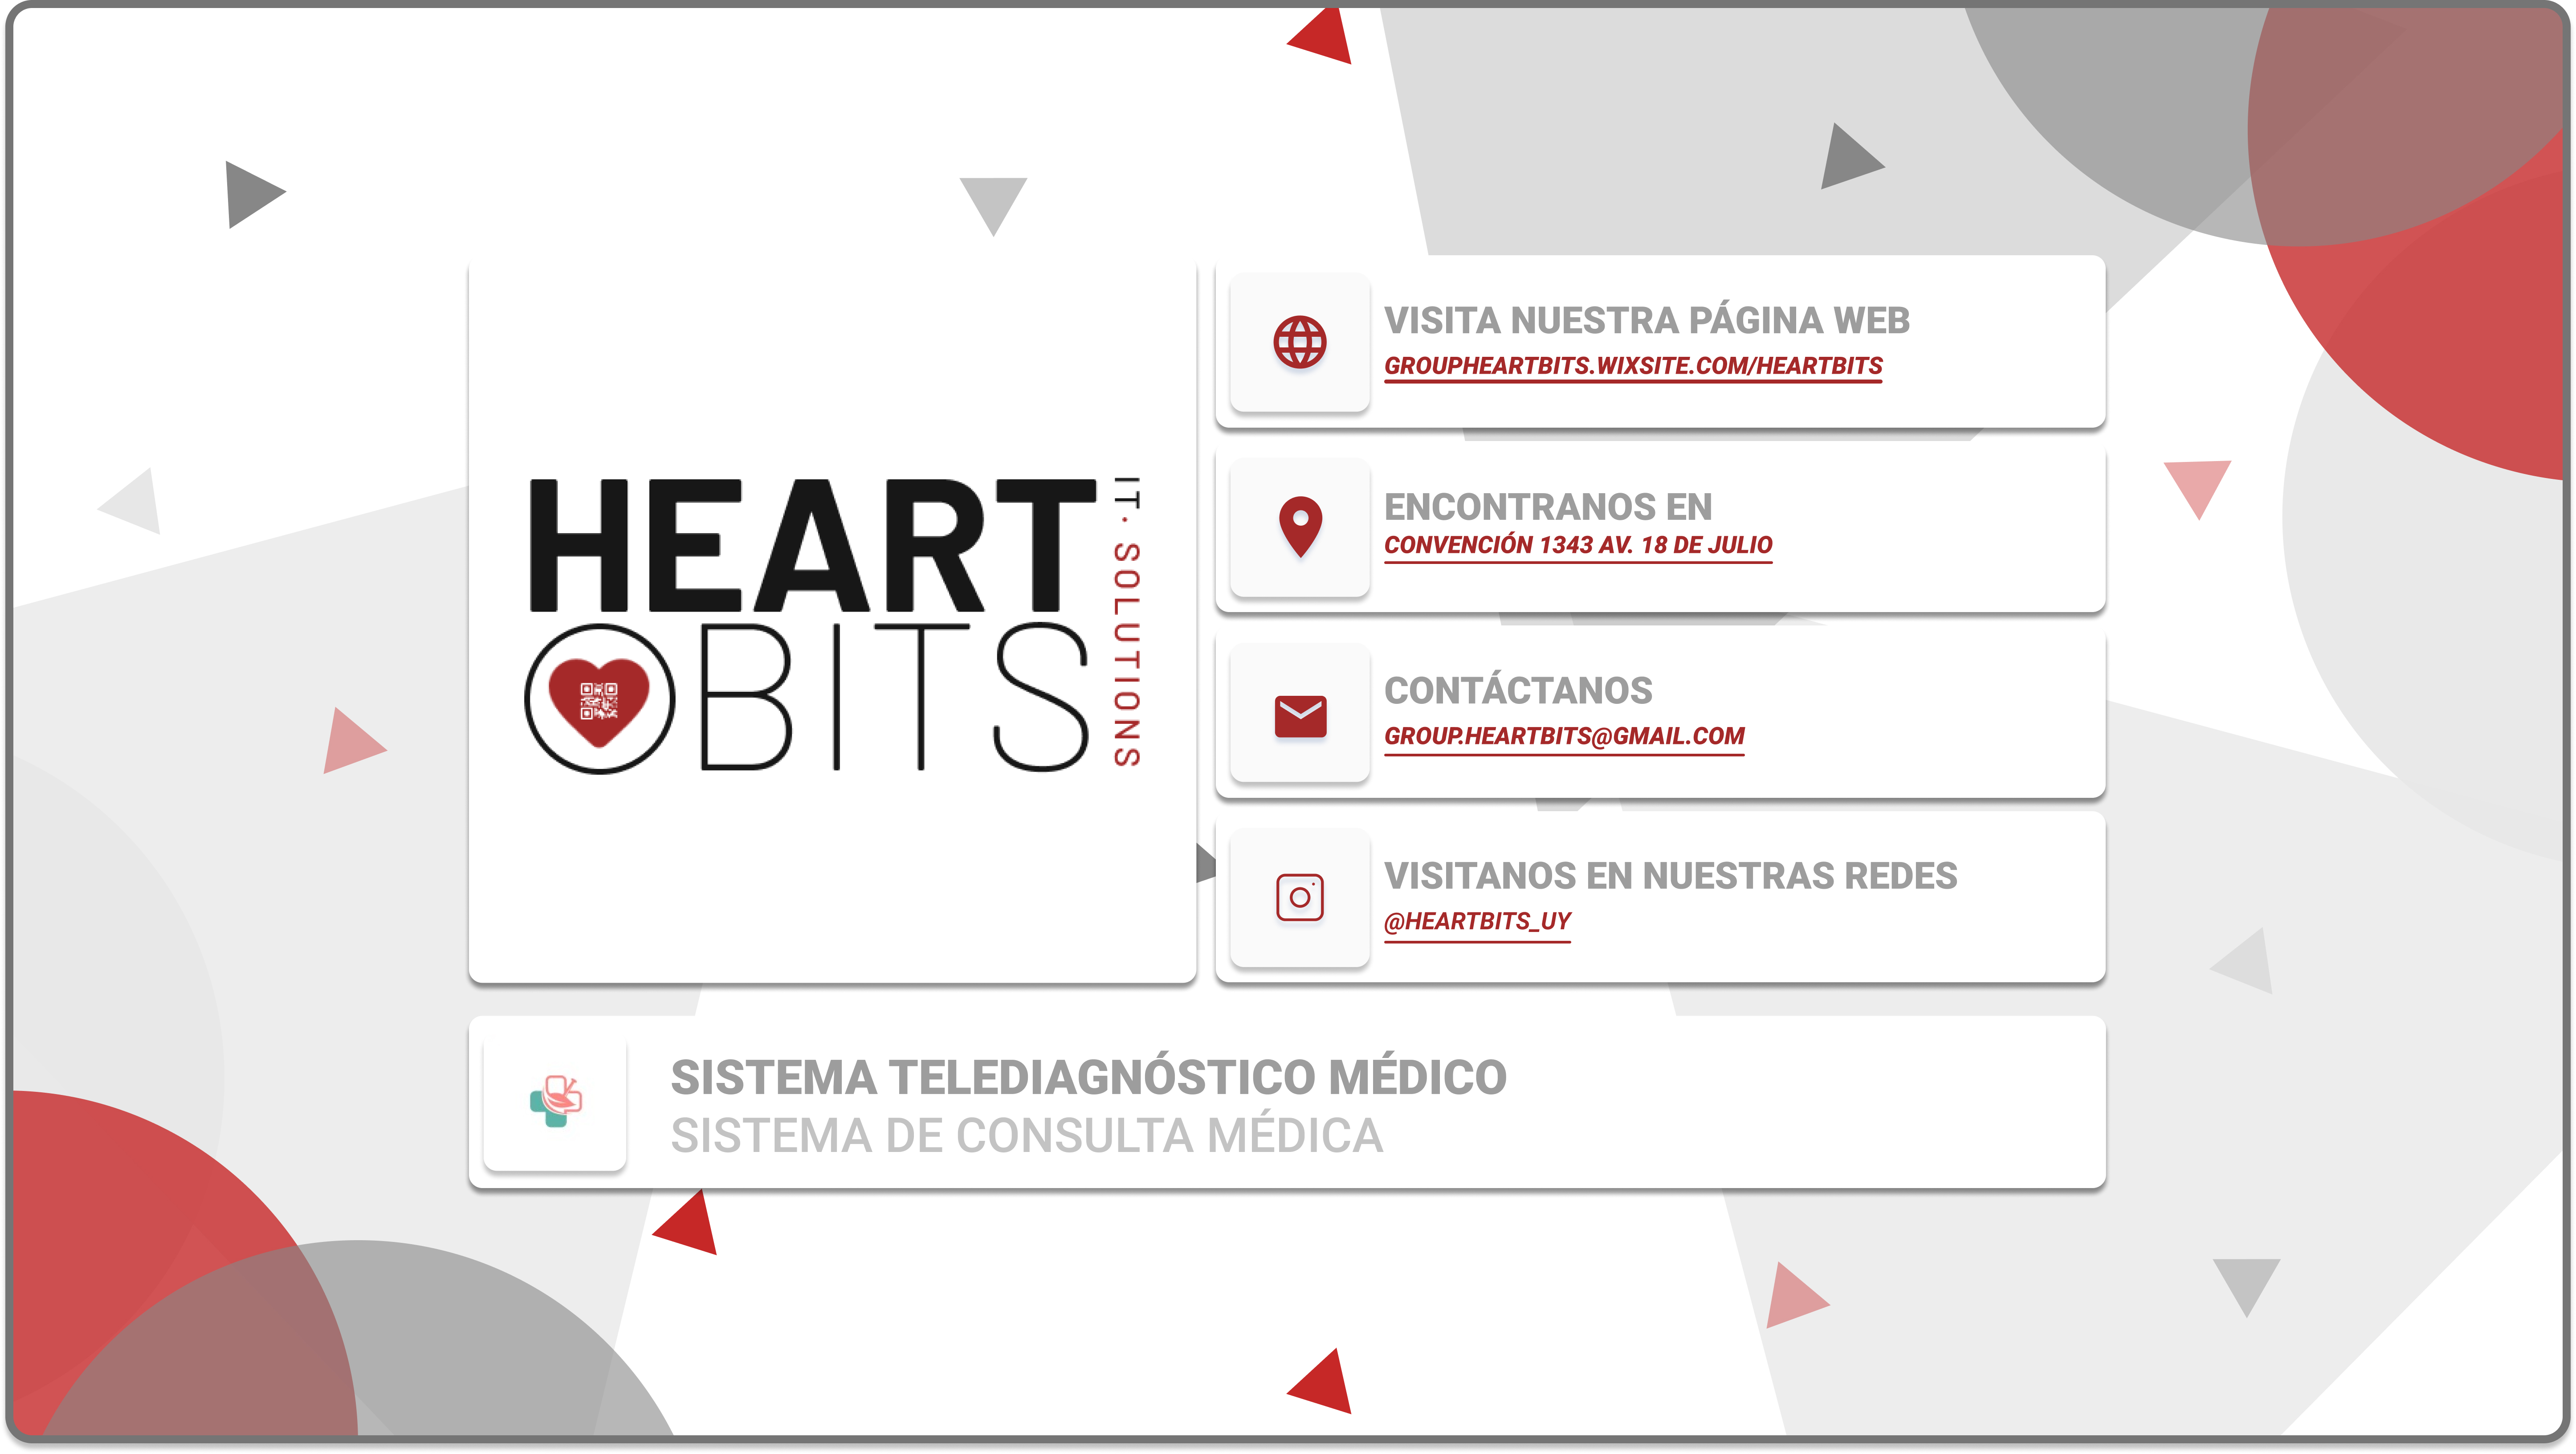 HEART
BITS
IT · SOLUTIONS
VISITA NUESTRA PÁGINA WEB
GROUPHEARTBITS.WIXSITE.COM/HEARTBITS
ENCONTRANOS EN
CONVENCIÓN 1343 AV. 18 DE JULIO
CONTÁCTANOS
GROUP.HEARTBITS@GMAIL.COM
VISITANOS EN NUESTRAS REDES
@HEARTBITS_UY
SISTEMA TELEDIAGNÓSTICO MÉDICO
SISTEMA DE CONSULTA MÉDICA